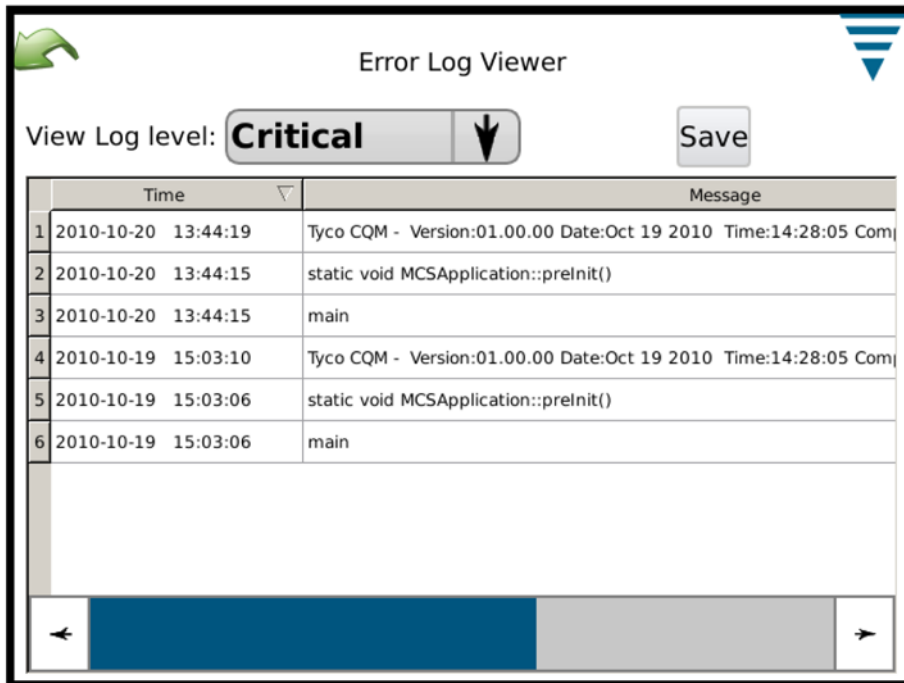 Error Log Viewer
View Log level: Critical Save
Time Message
1 2010-10-20 13:44:19 Tyco CQM - Version:01.00.00 Date:Oct 19 2010 Time:14:28:05
2 2010-10-20 13:44:15 static void MCSApplication::preInit()
3 2010-10-20 13:44:15 main
4 2010-10-19 15:03:10 Tyco CQM - Version:01.00.00 Date:Oct 19 2010 Time:14:28:05
5 2010-10-19 15:03:06 static void MCSApplication::preInit()
6 2010-10-19 15:03:06 main